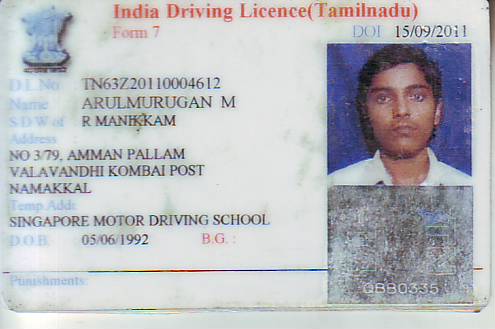 India Driving Licence(Tamilnadu)
Form 7
DOI 15/09/2011
D.L.No TN63Z20110004612
Name ARULMURUGAN M
S D W of R MANIKKAM
Address
NO 3/79, AMMAN PALLAM
VALAVANDHI KOMBAI POST
NAMAKKAL
Temp.Addr
SINGAPORE MOTOR DRIVING SCHOOL
D.O.B. 05/06/1992 B.G. :
Punishments:
GBB0335